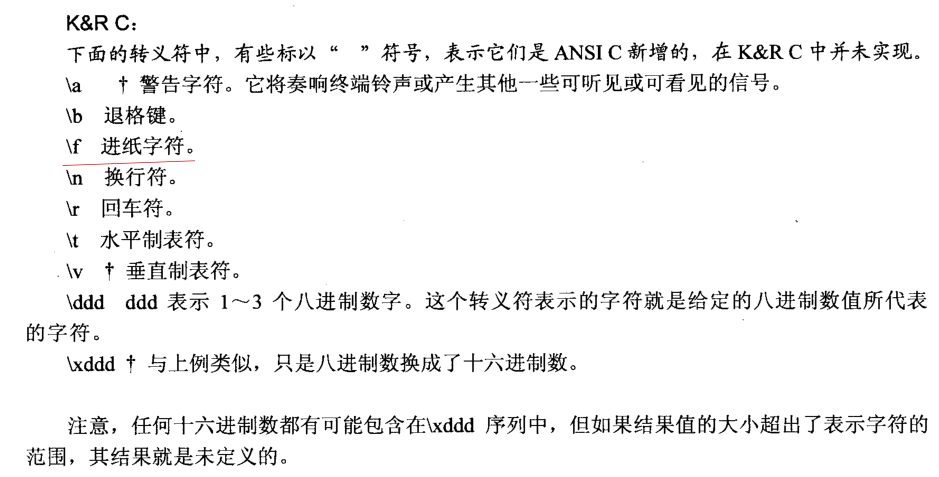 K&R C：
下面的转义符中，有些标以“ ”符号，表示它们是 ANSI C 新增的，在 K&R C 中并未实现。
\a † 警告字符。它将奏响终端铃声或产生其他一些可听见或可看见的信号。
\b 退格键。
\f 进纸字符。
\n 换行符。
\r 回车符。
\t 水平制表符。
\v † 垂直制表符。
\ddd ddd 表示 1～3 个八进制数字。这个转义符表示的字符就是给定的八进制数值所代表
的字符。
\xddd † 与上例类似，只是八进制数换成了十六进制数。
注意，任何十六进制数都有可能包含在\xddd 序列中，但如果结果值的大小超出了表示字符的
范围，其结果就是未定义的。